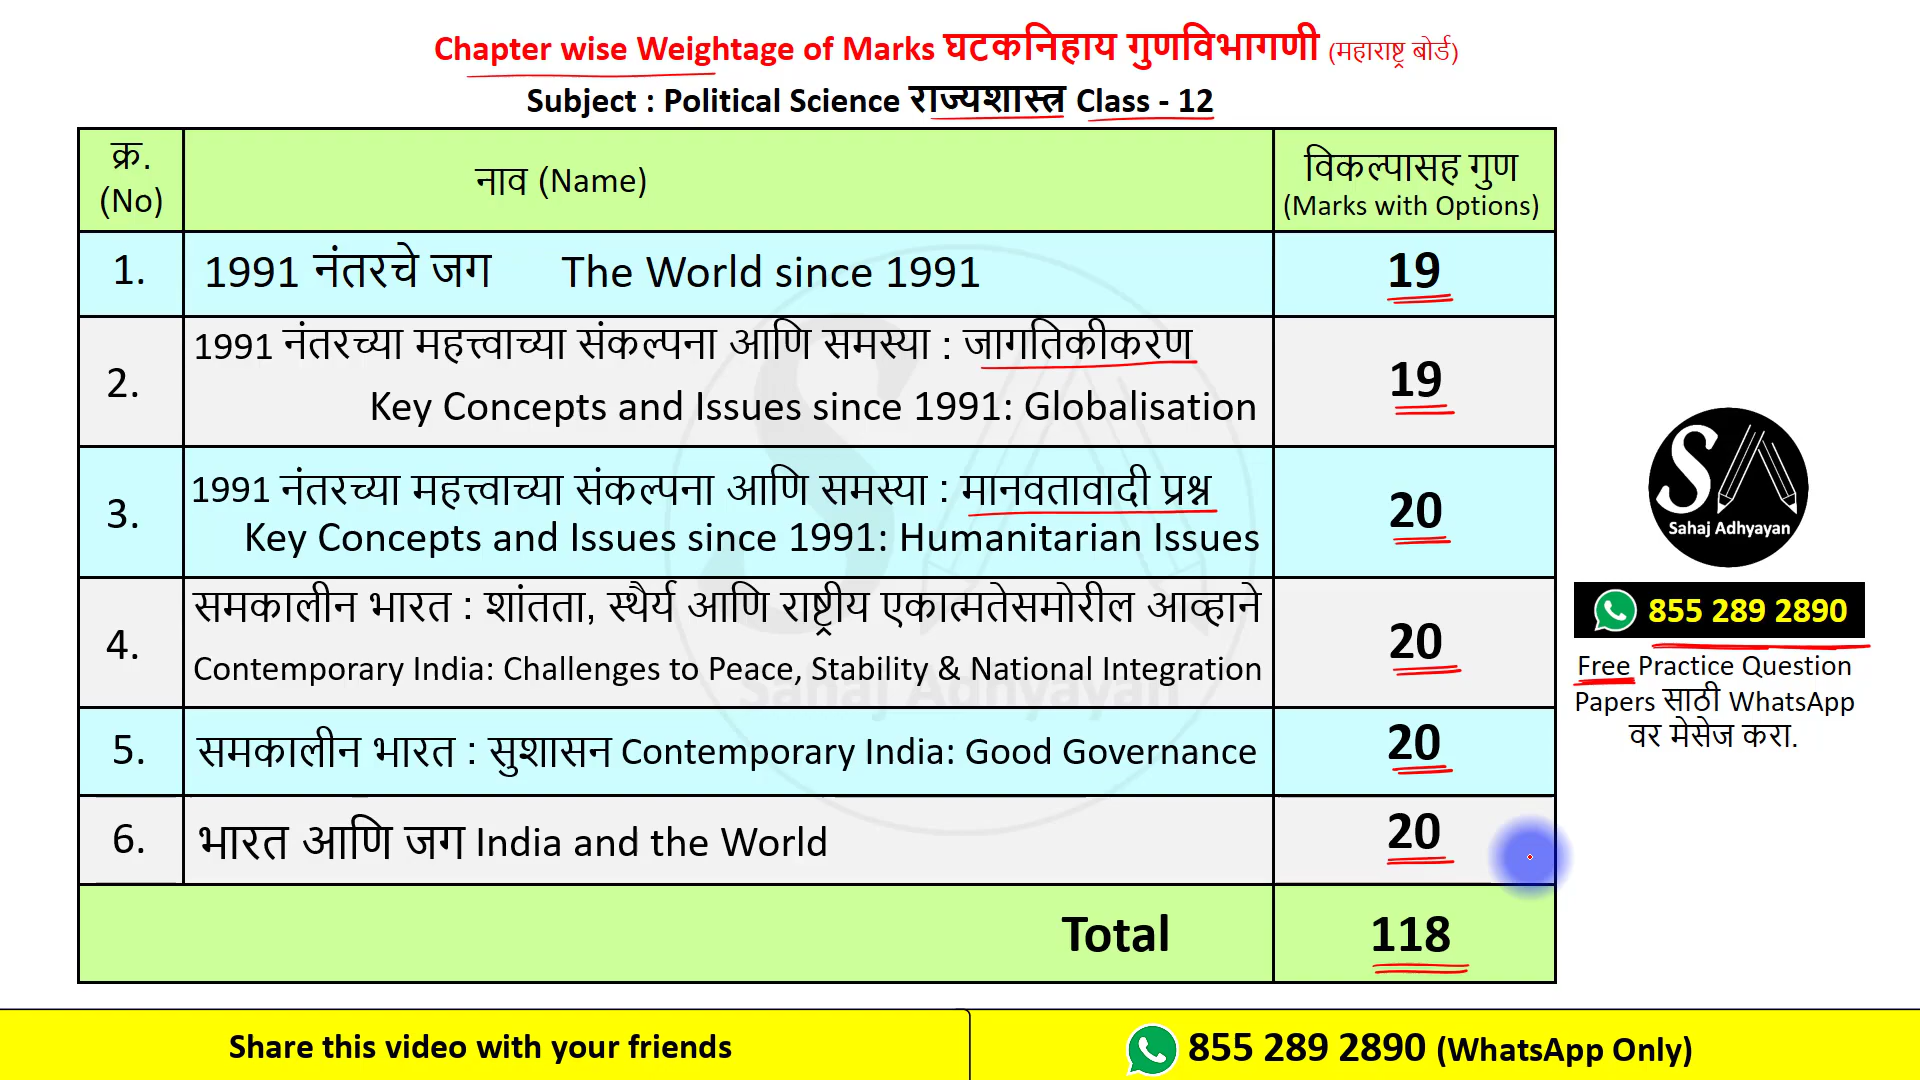 Chapter wise Weightage of Marks घटकनिहाय गुणविभागणी (महाराष्ट्र बोर्ड)
Subject : Political Science राज्यशास्त्र Class - 12
क्र. (No)
नाव (Name)
विकल्पासह गुण
(Marks with Options)
1.
1991 नंतरचे जग The World since 1991
19
2.
1991 नंतरच्या महत्त्वाच्या संकल्पना आणि समस्या : जागतिकीकरण
Key Concepts and Issues since 1991: Globalisation
19
3.
1991 नंतरच्या महत्त्वाच्या संकल्पना आणि समस्या : मानवतावादी प्रश्न
Key Concepts and Issues since 1991: Humanitarian Issues
20
4.
समकालीन भारत : शांतता, स्थैर्य आणि राष्ट्रीय एकात्मतेसमोरील आव्हाने
Contemporary India: Challenges to Peace, Stability & National Integration
20
5.
समकालीन भारत : सुशासन Contemporary India: Good Governance
20
6.
भारत आणि जग India and the World
20
Total
118
SA
Sahaj Adhyayan
855 289 2890
Free Practice Question
Papers साठी WhatsApp
वर मेसेज करा.
Sahaj Adhyayan
Share this video with your friends
855 289 2890 (WhatsApp Only)